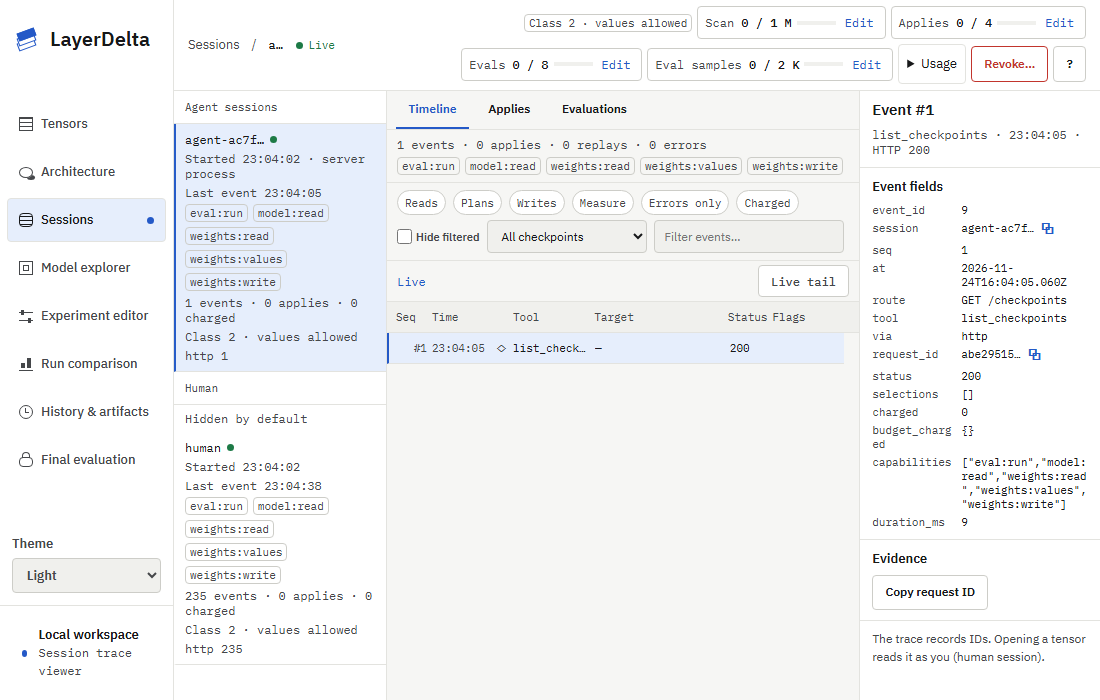 LayerDelta
Tensors
Architecture
Sessions
Model explorer
Experiment editor
Run comparison
History & artifacts
Final evaluation
Theme
Light
Local workspace
Session trace
viewer
Sessions / a… Live
Class 2 · values allowed
Scan 0 / 1 M Edit
Applies 0 / 4 Edit
Evals 0 / 8 Edit
Eval samples 0 / 2 K Edit
Usage
Revoke…
?
Agent sessions
agent-ac7f…
Started 23:04:02 · server
process
Last event 23:04:05
eval:run model:read
weights:read
weights:values
weights:write
1 events · 0 applies · 0
charged
Class 2 · values allowed
http 1
Human
Hidden by default
human
Started 23:04:02
Last event 23:04:38
eval:run model:read
weights:read
weights:values
weights:write
235 events · 0 applies · 0
charged
Class 2 · values allowed
http 235
Timeline Applies Evaluations
1 events · 0 applies · 0 replays · 0 errors
eval:run model:read weights:read weights:values weights:write
Reads Plans Writes Measure Errors only Charged
Hide filtered All checkpoints Filter events…
Live Live tail
Seq Time Tool Target Status Flags
#1 23:04:05 ◇ list_check… — 200
Event #1
list_checkpoints · 23:04:05 ·
HTTP 200
Event fields
event_id 9
session agent-ac7f…
seq 1
at 2026-11-
24T16:04:05.060Z
route GET /checkpoints
tool list_checkpoints
via http
request_id abe29515…
status 200
selections []
charged 0
budget_charg {}
ed
capabilities ["eval:run","model:
read","weights:read
","weights:values",
"weights:write"]
duration_ms 9
Evidence
Copy request ID
The trace records IDs. Opening a tensor
reads it as you (human session).